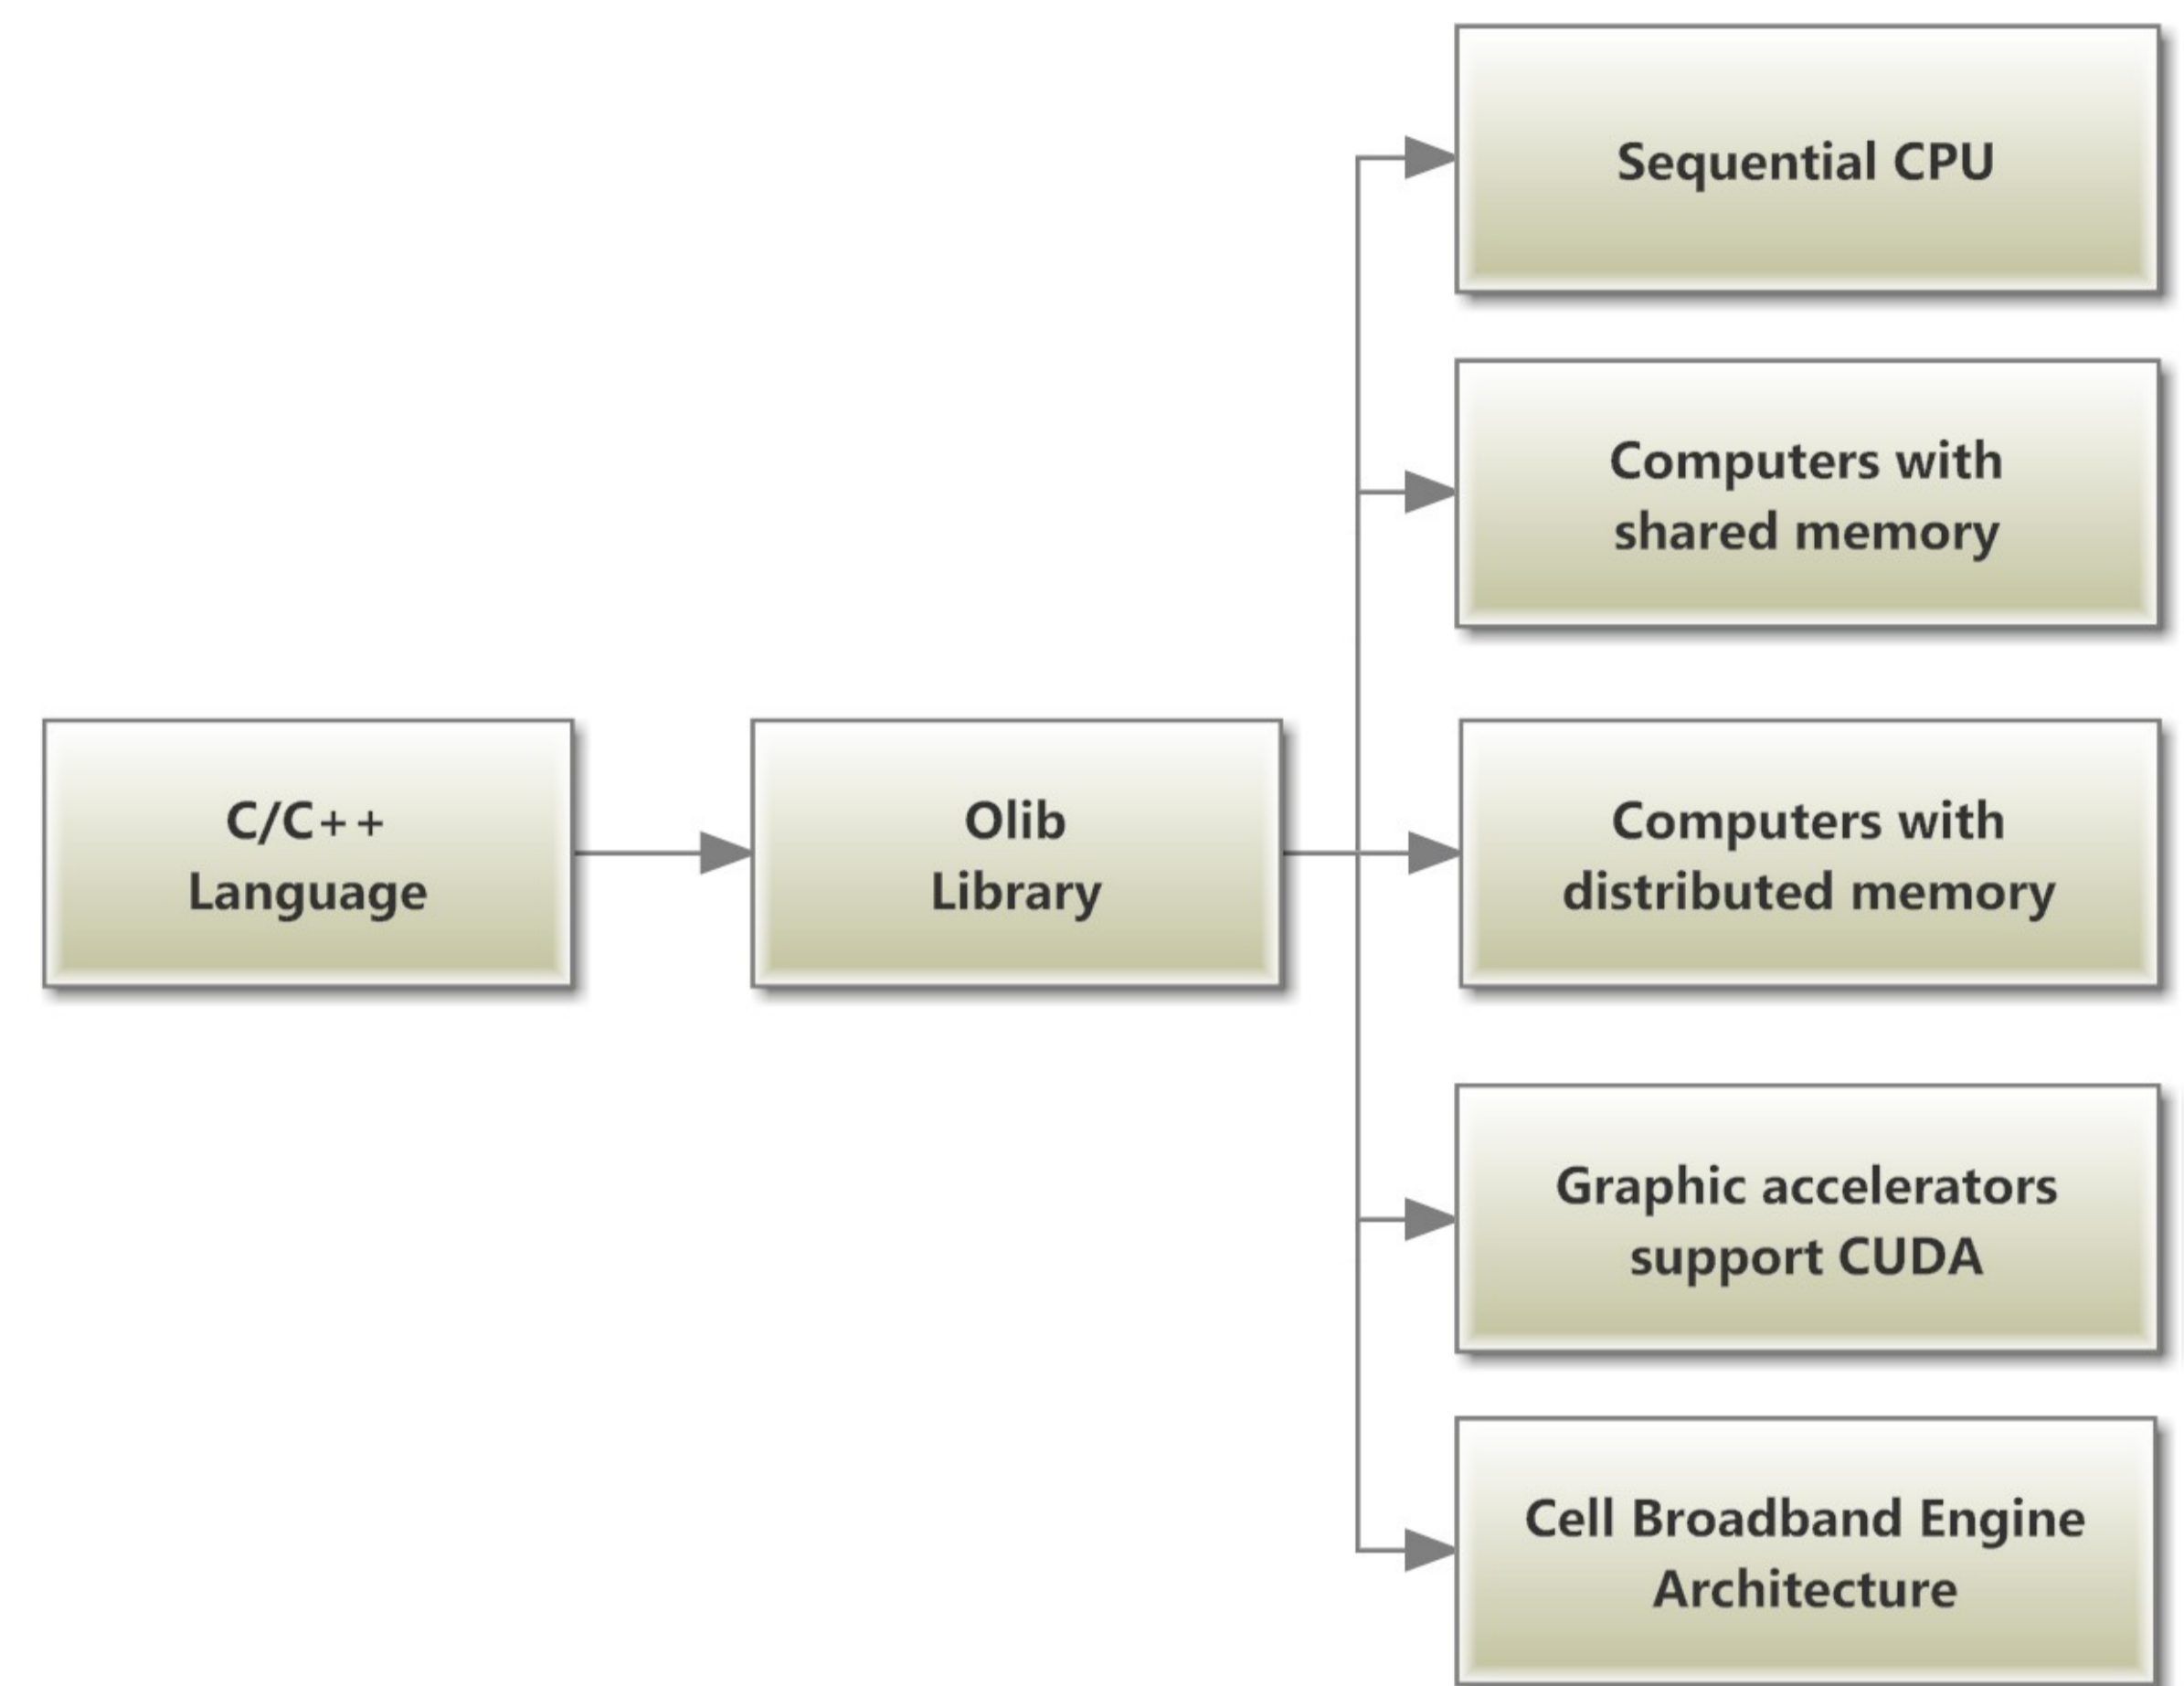 Sequential CPU
Computers with
shared memory
C/C++
Language
Olib
Library
Computers with
distributed memory
Graphic accelerators
support CUDA
Cell Broadband Engine
Architecture